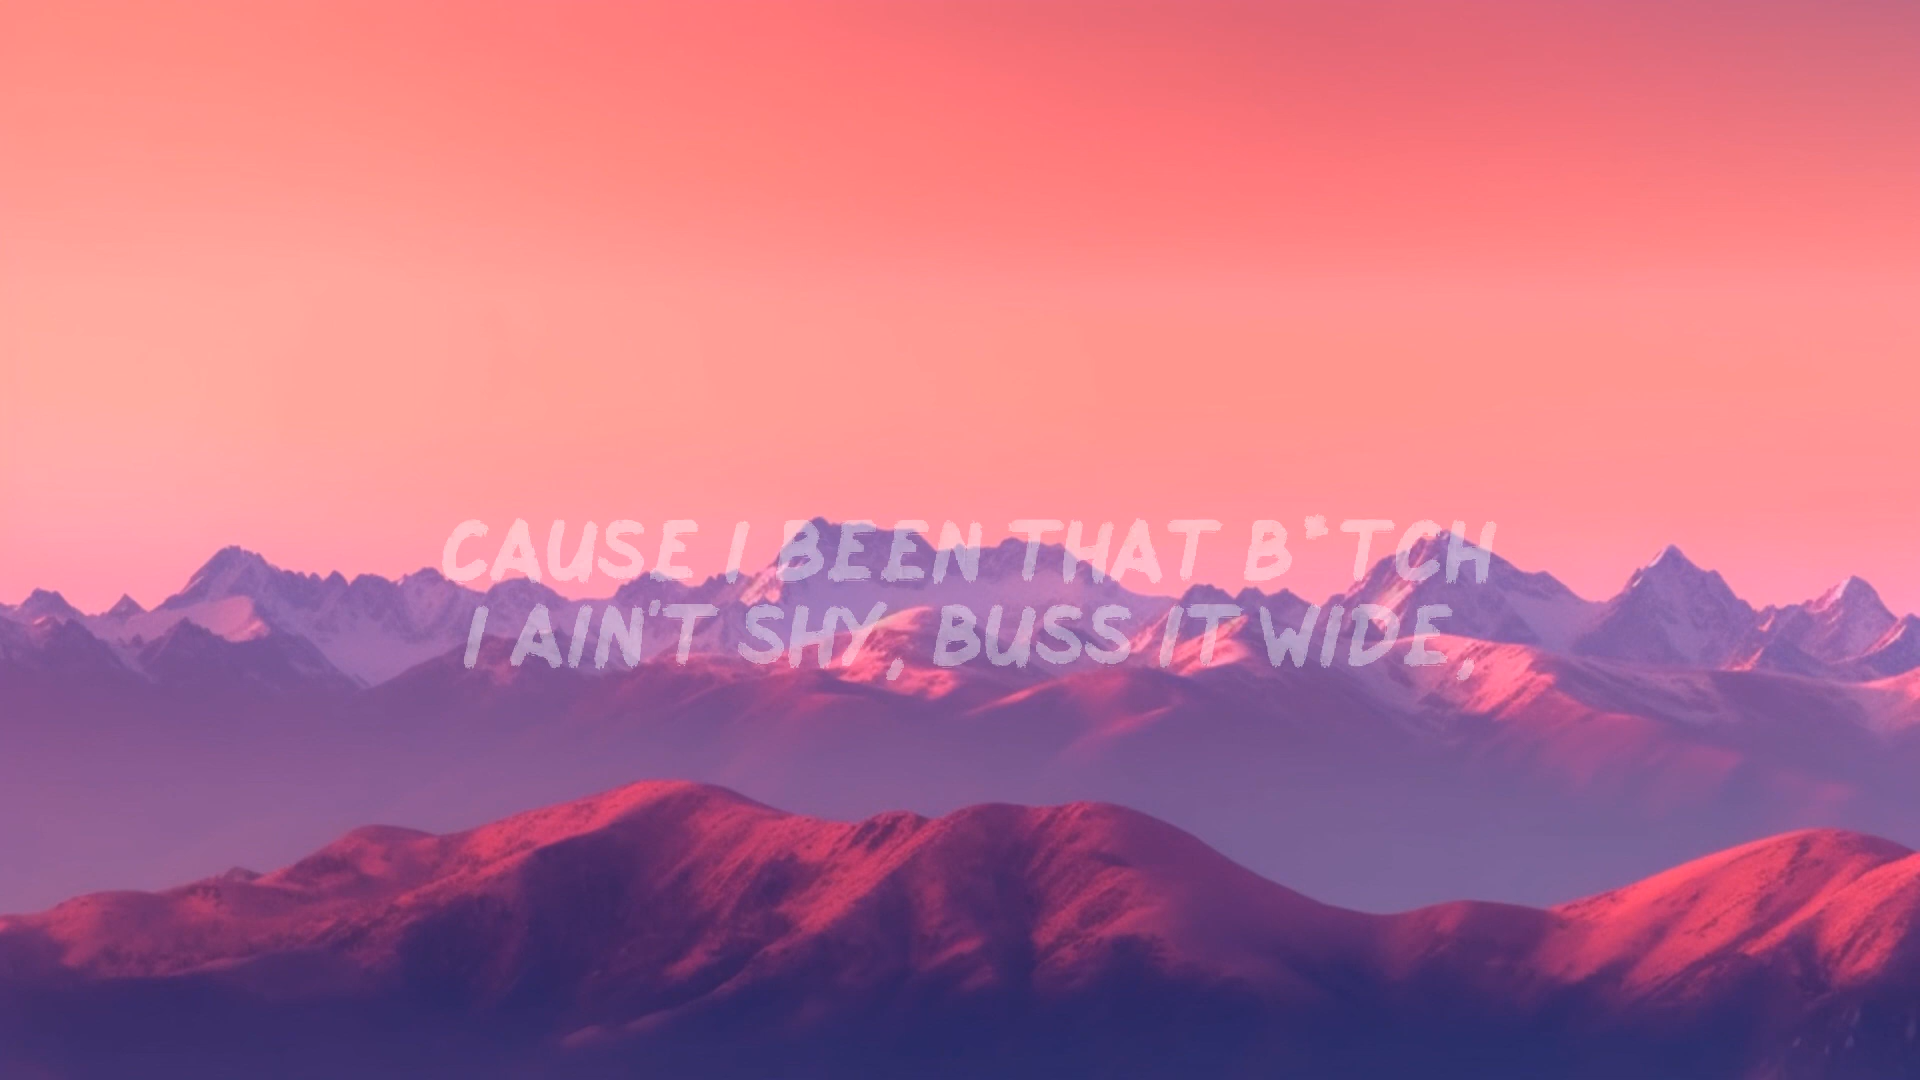 CAUSE I BEEN THAT B*TCH
I AIN'T SHY, BUSS IT WIDE,